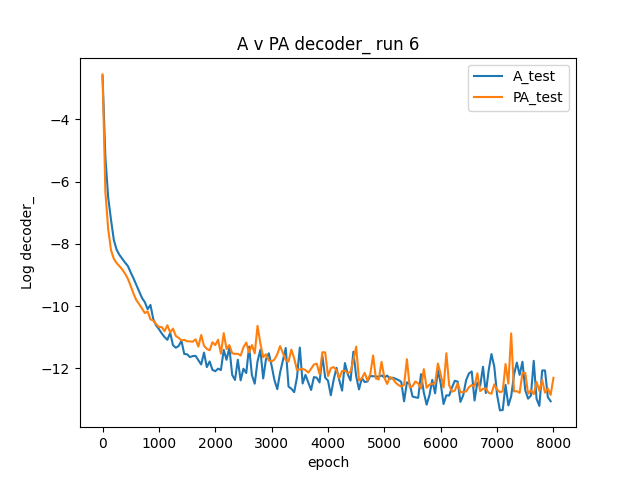 A v PA decoder_ run 6
A_test
PA_test
Log decoder_
−4
−6
−8
−10
−12
0 1000 2000 3000 4000 5000 6000 7000 8000
epoch